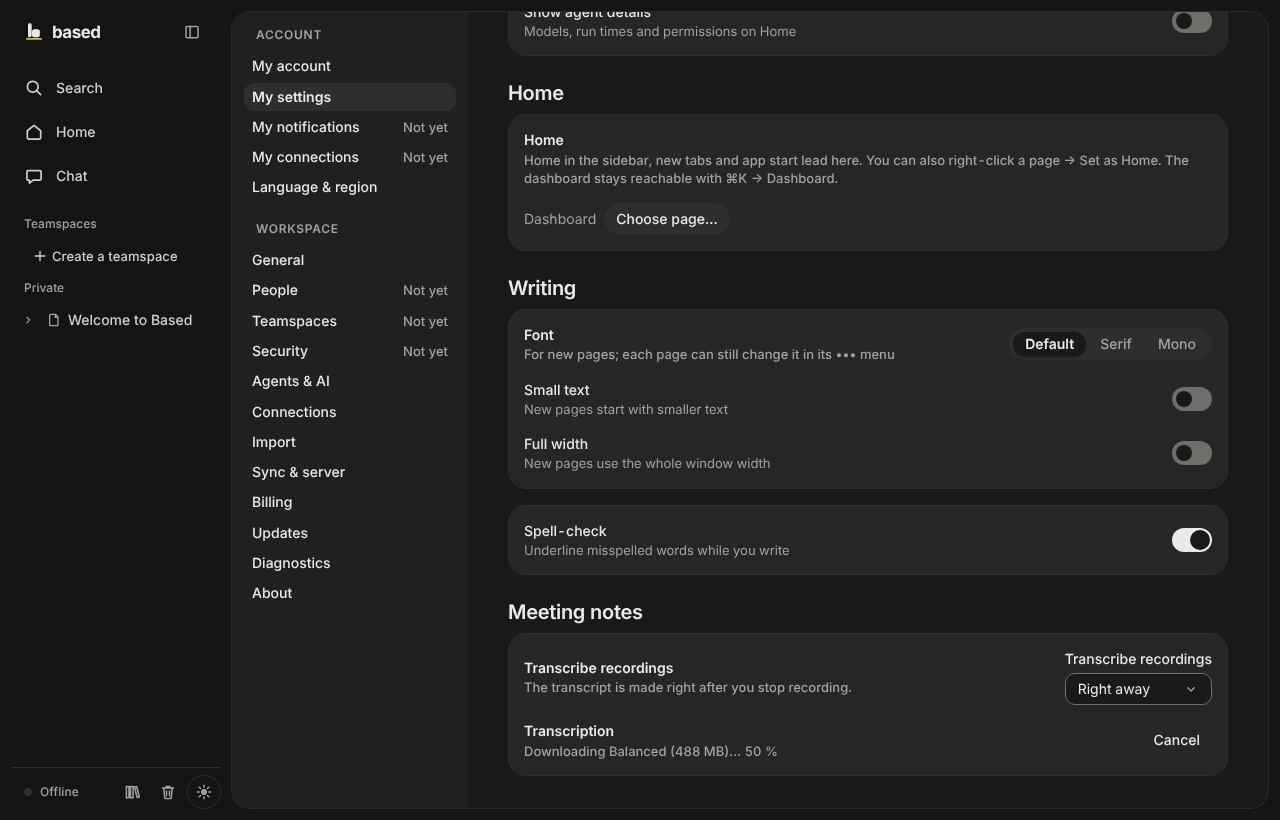 based
Search
Home
Chat
Teamspaces
Create a teamspace
Private
Welcome to Based
Offline
ACCOUNT
My account
My settings
My notifications Not yet
My connections Not yet
Language & region
WORKSPACE
General
People Not yet
Teamspaces Not yet
Security Not yet
Agents & AI
Connections
Import
Sync & server
Billing
Updates
Diagnostics
About
Show agent details
Models, run times and permissions on Home
Home
Home
Home in the sidebar, new tabs and app start lead here. You can also right-click a page → Set as Home. The
dashboard stays reachable with ⌘K → Dashboard.
Dashboard Choose page...
Writing
Font
For new pages; each page can still change it in its ••• menu
Default Serif Mono
Small text
New pages start with smaller text
Full width
New pages use the whole window width
Spell-check
Underline misspelled words while you write
Meeting notes
Transcribe recordings
The transcript is made right after you stop recording.
Transcribe recordings
Right away
Transcription
Downloading Balanced (488 MB)... 50 %
Cancel